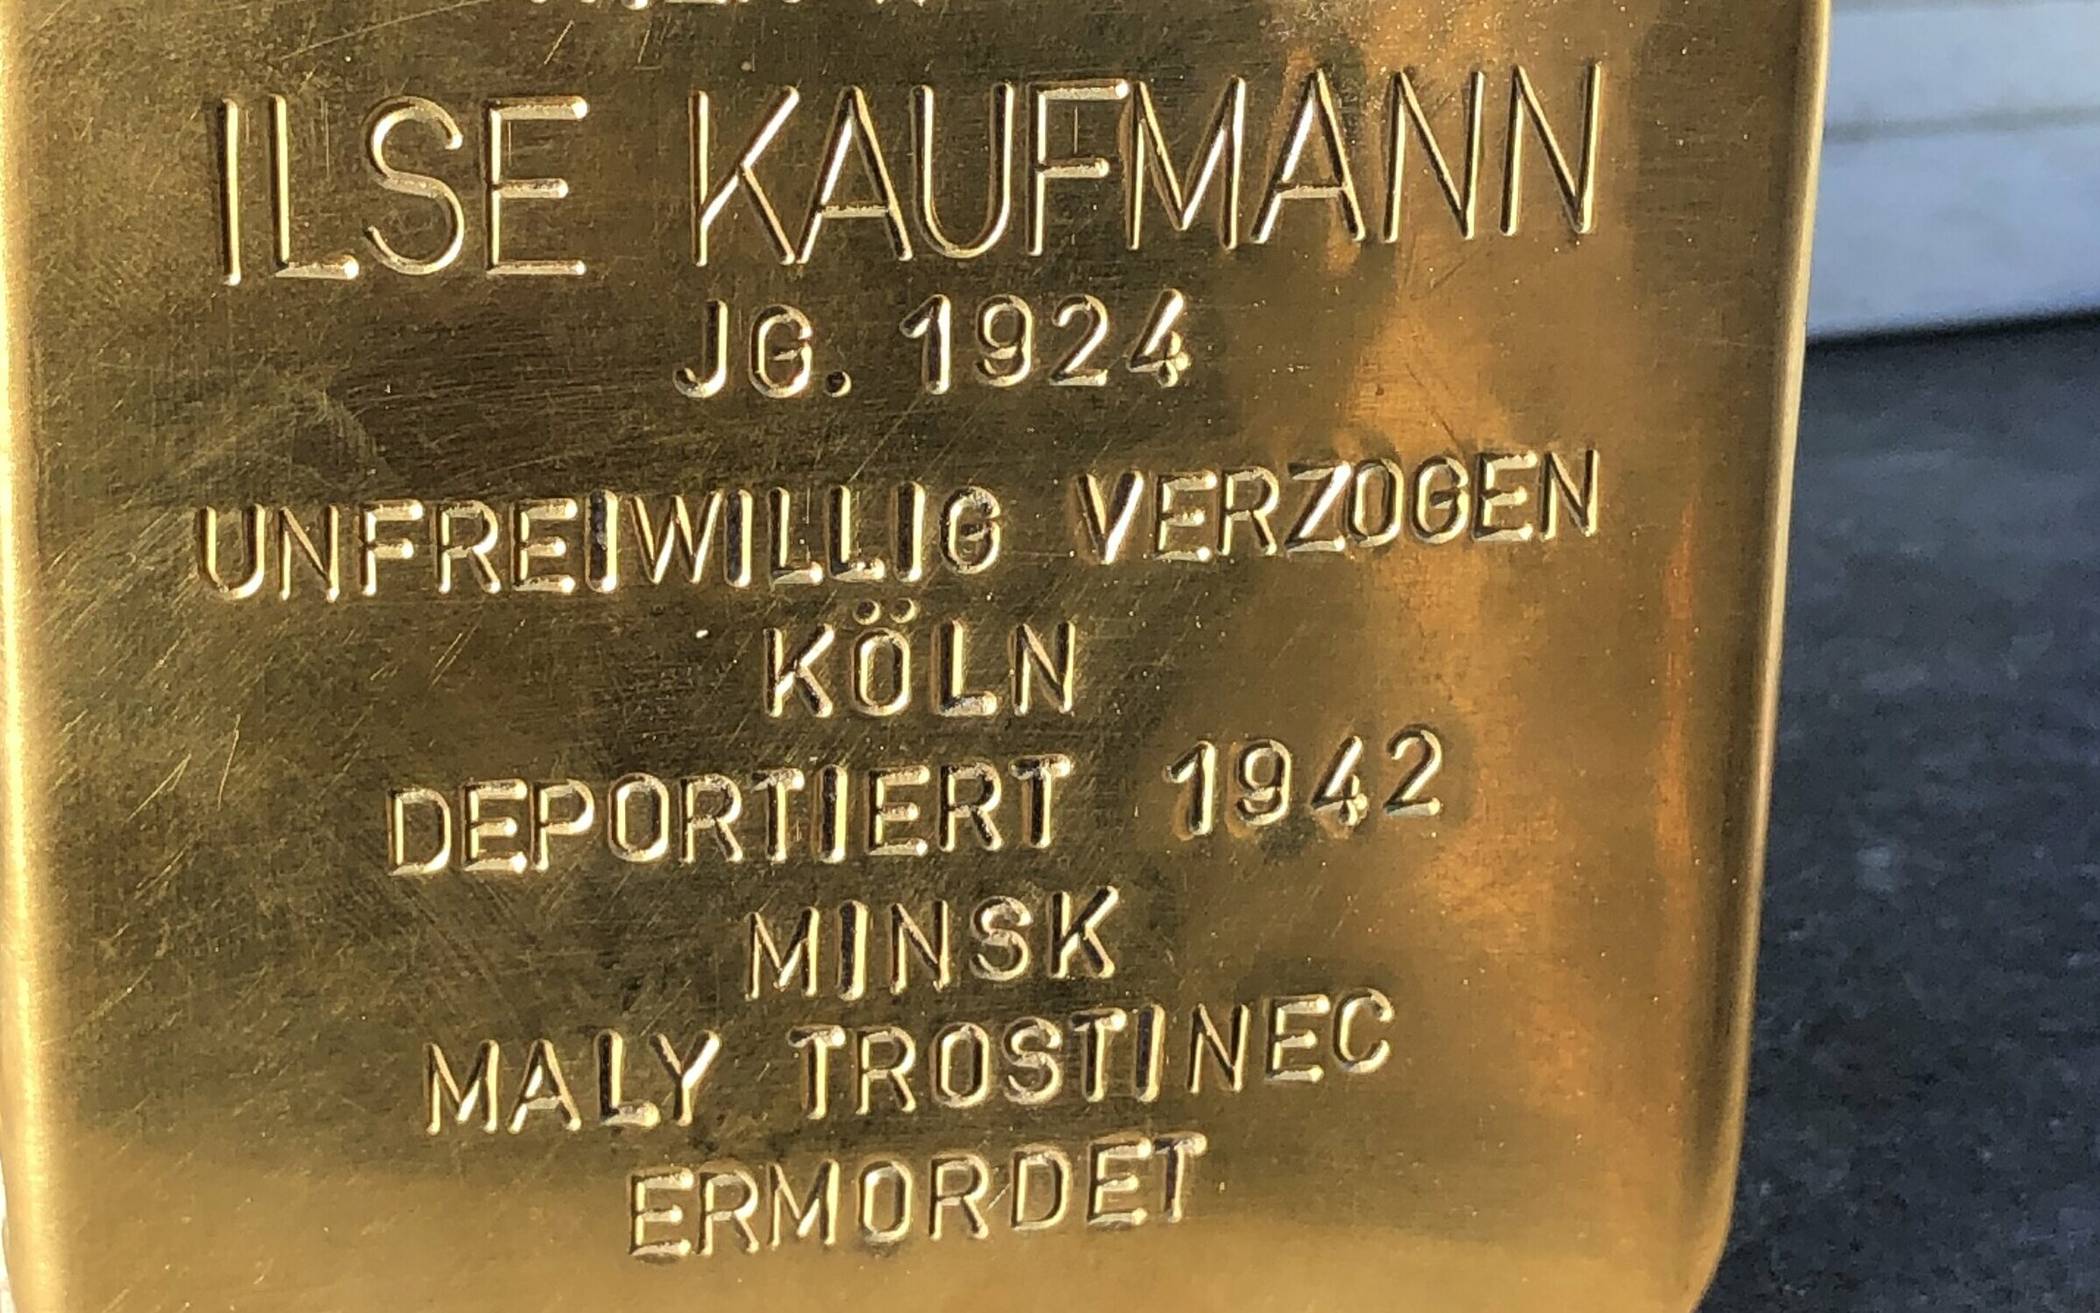 ILSE KAUFMANN
JG. 1924
UNFREIWILLIG VERZOGEN
KÖLN
DEPORTIERT 1942
MINSK
MALY TROSTINEC
ERMORDET